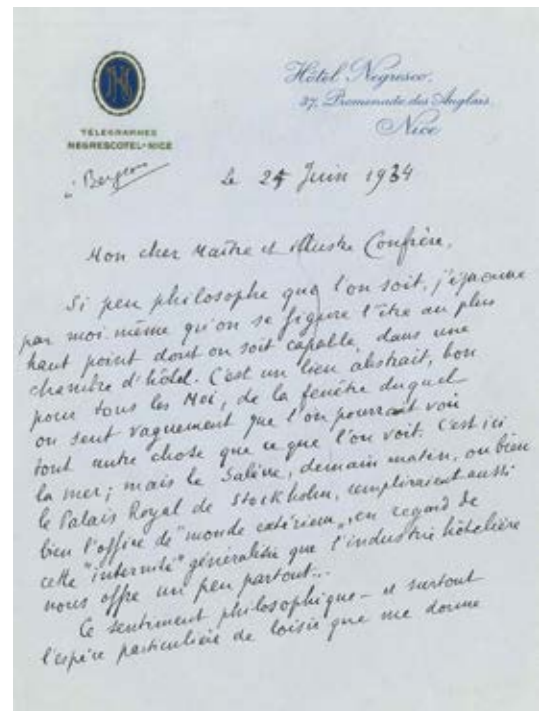 Hôtel Negresco.
37, Promenade des Anglais.
Nice
TÉLÉGRAMMES
NEGRESCOTEL-NICE
à Bergson
le 24 Juin 1934
Mon cher Maître et illustre Confrère,
Si peu philosophe que l'on soit, j'éprouve
par moi-même qu'on se figure l'être au plus
haut point dont on soit capable, dans une
chambre d'hôtel. C'est un lieu abstrait, bon
pour tous les Moi, de la fenêtre duquel
on sent vaguement que l'on pourrait voir
tout autre chose que ce que l'on voit. C'est ici
la mer ; mais le Salève, demain matin, ou bien
le Palais Royal de Stockholm, rempliraient aussi
bien l'office de "monde extérieur", en regard de
cette "internité" généralisée que l'industrie hôtelière
nous offre un peu partout...
Ce sentiment philosophique – et surtout
l'espèce particulière de loisir que me donne